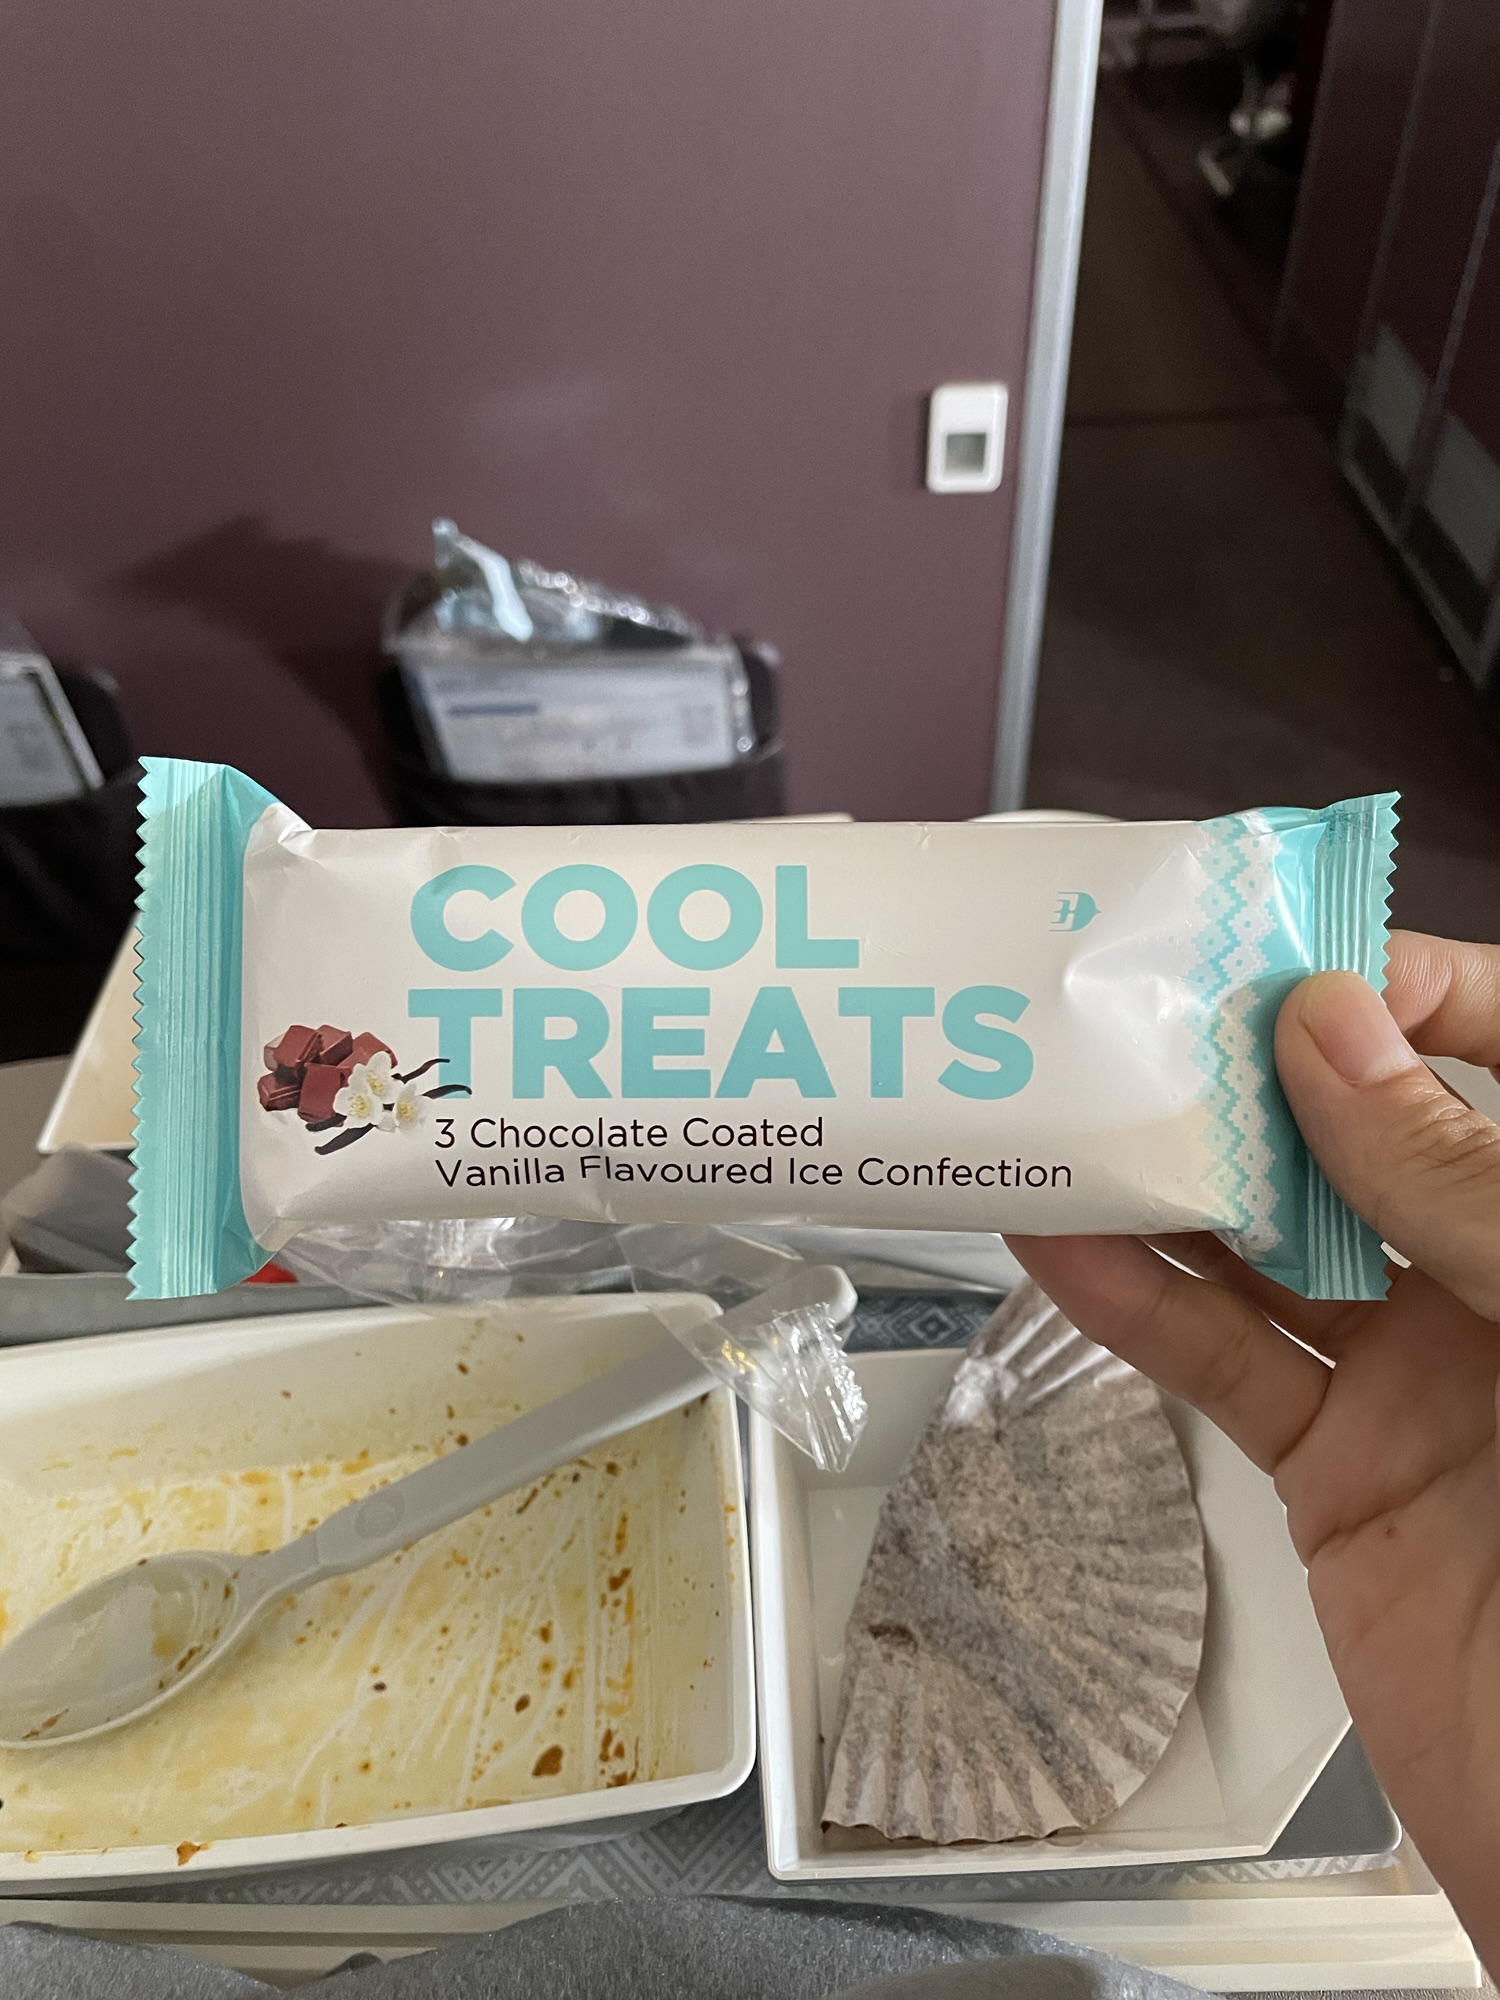 COOL
TREATS
3 Chocolate Coated
Vanilla Flavoured Ice Confection